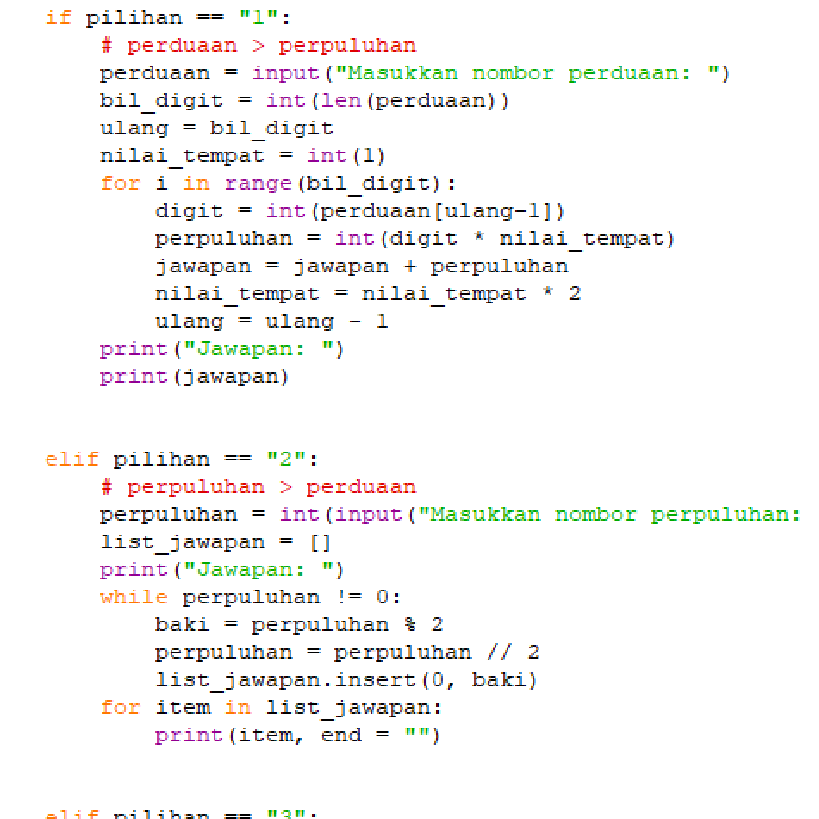 if pilihan == "1":
    # perduaan > perpuluhan
    perduaan = input("Masukkan nombor perduaan: ")
    bil_digit = int(len(perduaan))
    ulang = bil_digit
    nilai_tempat = int(1)
    for i in range(bil_digit):
        digit = int(perduaan[ulang-1])
        perpuluhan = int(digit * nilai_tempat)
        jawapan = jawapan + perpuluhan
        nilai_tempat = nilai_tempat * 2
        ulang = ulang - 1
    print("Jawapan: ")
    print(jawapan)
elif pilihan == "2":
    # perpuluhan > perduaan
    perpuluhan = int(input("Masukkan nombor perpuluhan:
    list_jawapan = []
    print("Jawapan: ")
    while perpuluhan != 0:
        baki = perpuluhan % 2
        perpuluhan = perpuluhan // 2
        list_jawapan.insert(0, baki)
    for item in list_jawapan:
        print(item, end = "")
elif pilihan == "3":